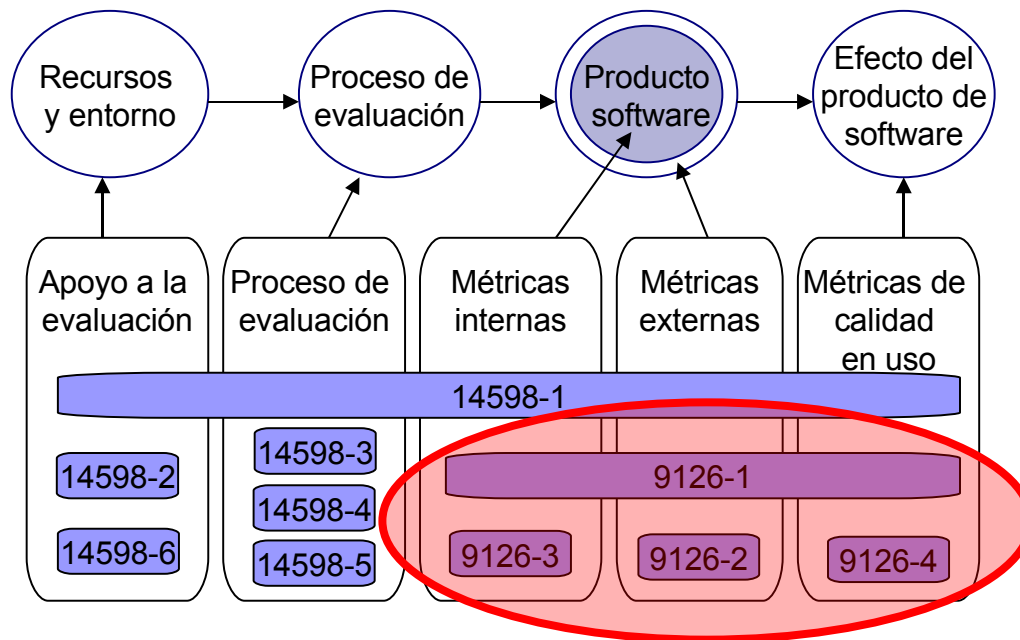 Recursos
y entorno
Proceso de
evaluación
Producto
software
Efecto del
producto de
software
Apoyo a la
evaluación
Proceso de
evaluación
Métricas
internas
Métricas
externas
Métricas de
calidad
en uso
14598-1
14598-2
14598-6
14598-3
14598-4
14598-5
9126-1
9126-3
9126-2
9126-4